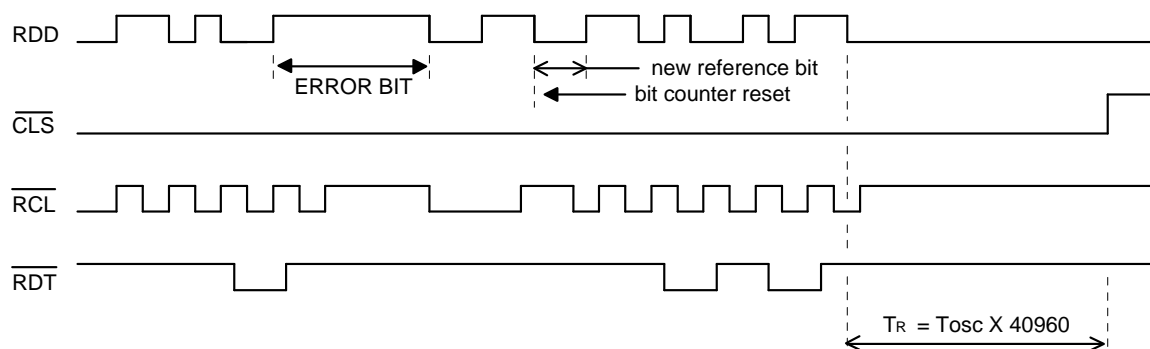 RDD
new reference bit
ERROR BIT
bit counter reset
CLS
RCL
RDT
TR = Tosc X 40960